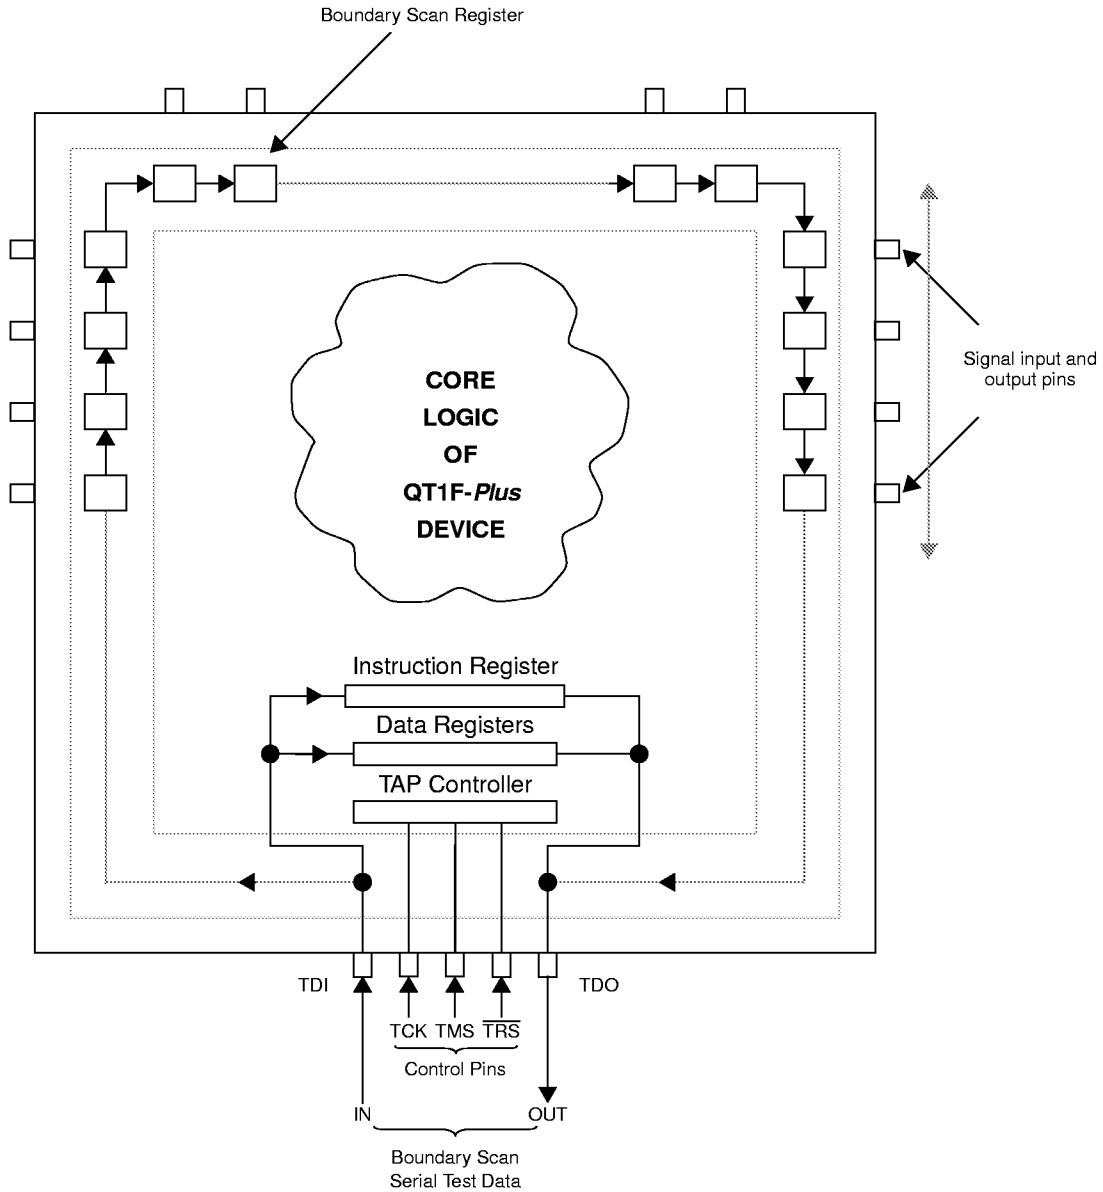 Boundary Scan Register
Signal input and
output pins
CORE
LOGIC
OF
QT1F-Plus
DEVICE
Instruction Register
Data Registers
TAP Controller
TDI
TDO
TCK TMS T̅R̅S̅
Control Pins
IN
OUT
Boundary Scan
Serial Test Data